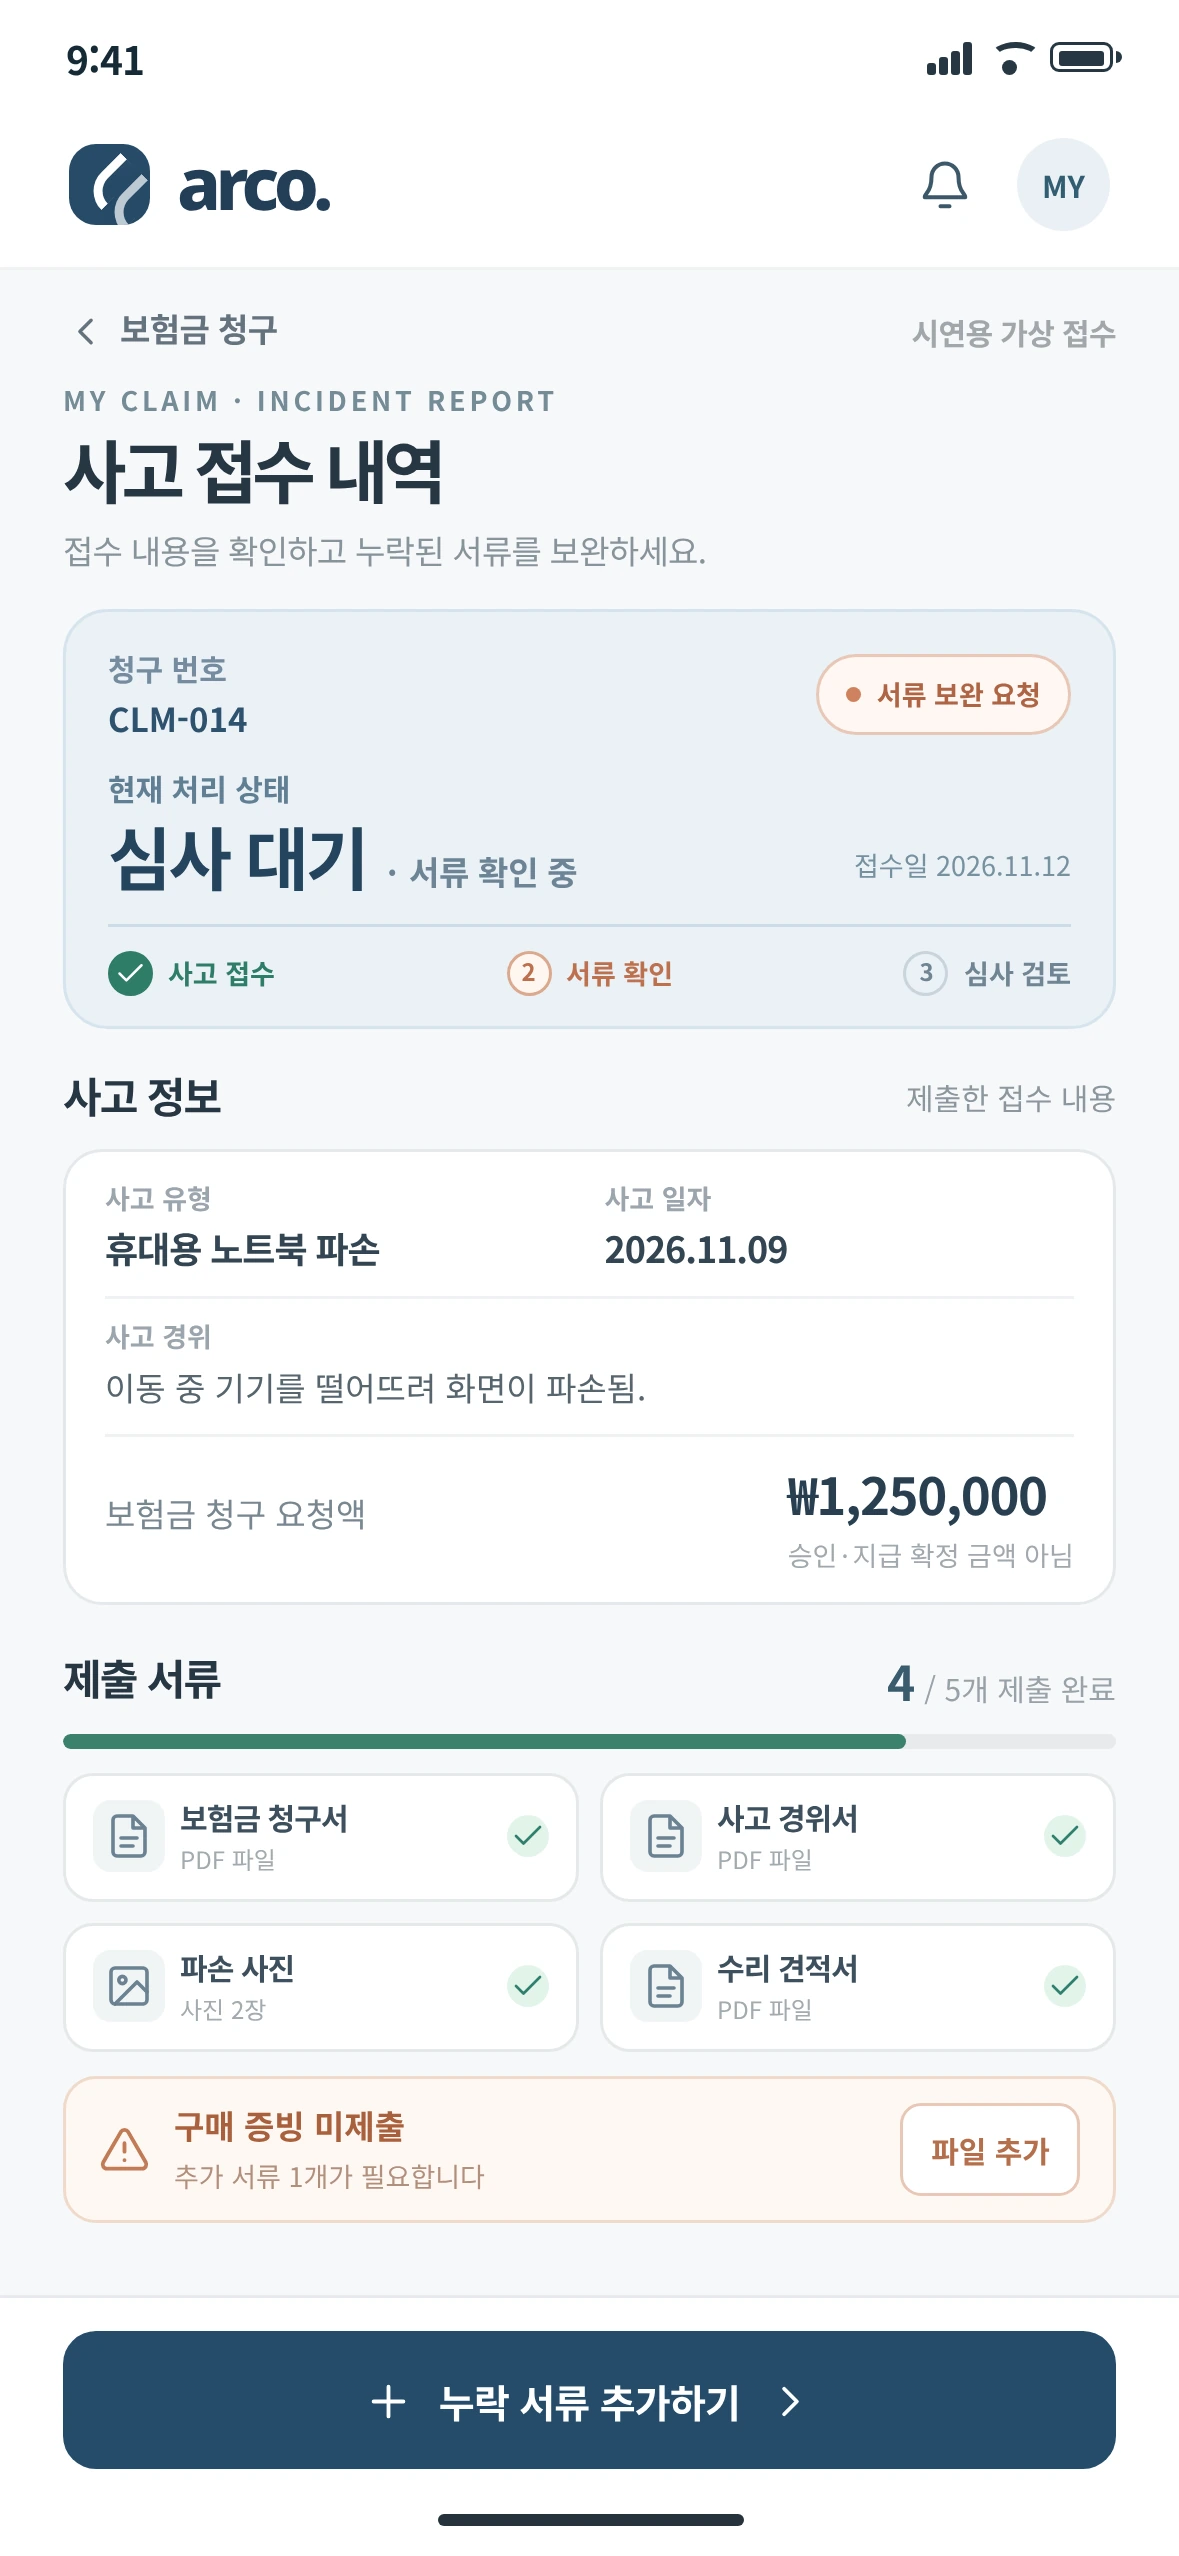 9:41
arco.
MY
보험금 청구
시연용 가상 접수
MY CLAIM · INCIDENT REPORT
사고 접수 내역
접수 내용을 확인하고 누락된 서류를 보완하세요.
청구 번호
CLM-014
서류 보완 요청
현재 처리 상태
심사 대기 · 서류 확인 중
접수일 2026.11.12
사고 접수
2 서류 확인
3 심사 검토
사고 정보
제출한 접수 내용
사고 유형
휴대용 노트북 파손
사고 일자
2026.11.09
사고 경위
이동 중 기기를 떨어뜨려 화면이 파손됨.
보험금 청구 요청액
₩1,250,000
승인·지급 확정 금액 아님
제출 서류
4 / 5개 제출 완료
보험금 청구서
PDF 파일
사고 경위서
PDF 파일
파손 사진
사진 2장
수리 견적서
PDF 파일
구매 증빙 미제출
추가 서류 1개가 필요합니다
파일 추가
누락 서류 추가하기